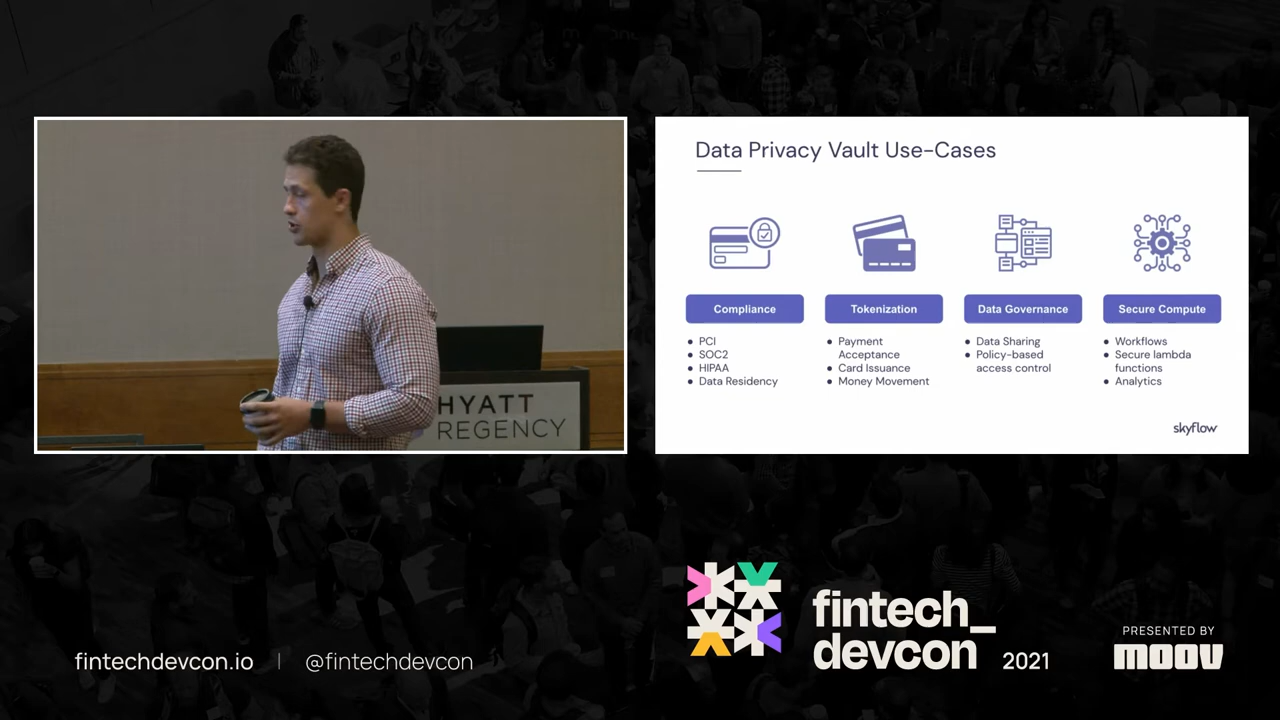 HYATT
REGENCY
Data Privacy Vault Use-Cases
Compliance
PCI
SOC2
HIPAA
Data Residency
Tokenization
Payment
Acceptance
Card Issuance
Money Movement
Data Governance
Data Sharing
Policy-based
access control
Secure Compute
Workflows
Secure lambda
functions
Analytics
skyflow
fintechdevcon.io | @fintechdevcon
fintech_
devcon 2021
PRESENTED BY
moov